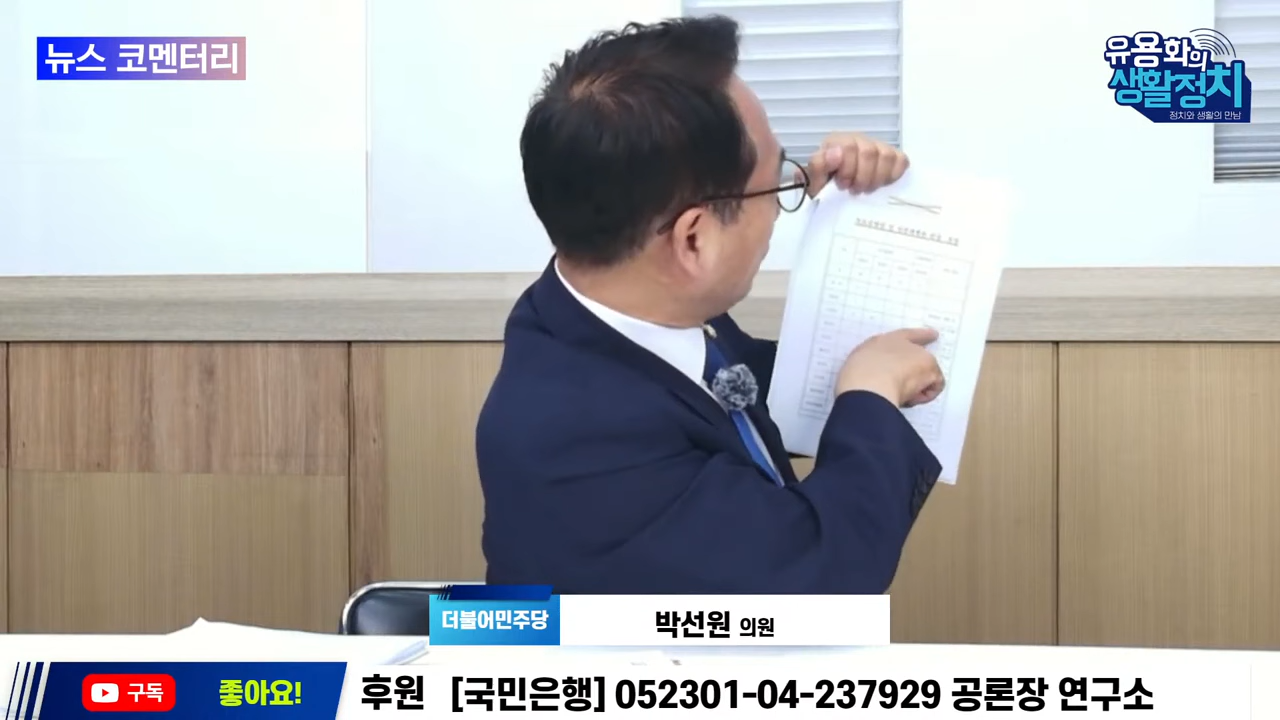 뉴스 코멘터리
유용화의
생활정치
정치와 생활의 만남
더불어민주당
박선원 의원
구독
좋아요!
후원 [국민은행] 052301-04-237929 공론장 연구소